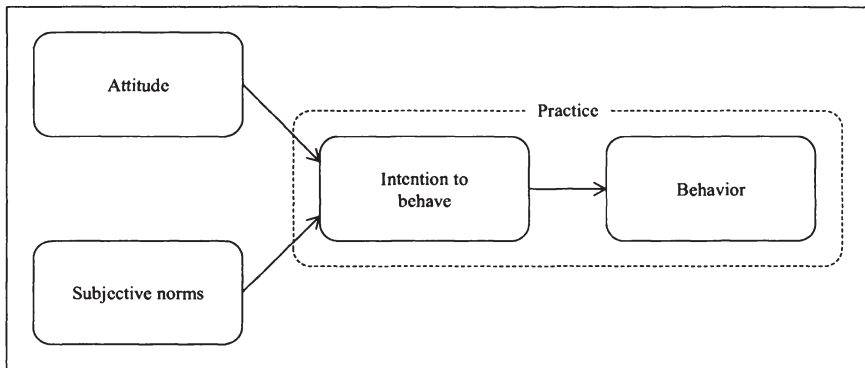 Attitude
Practice
Intention to
behave
Behavior
Subjective norms